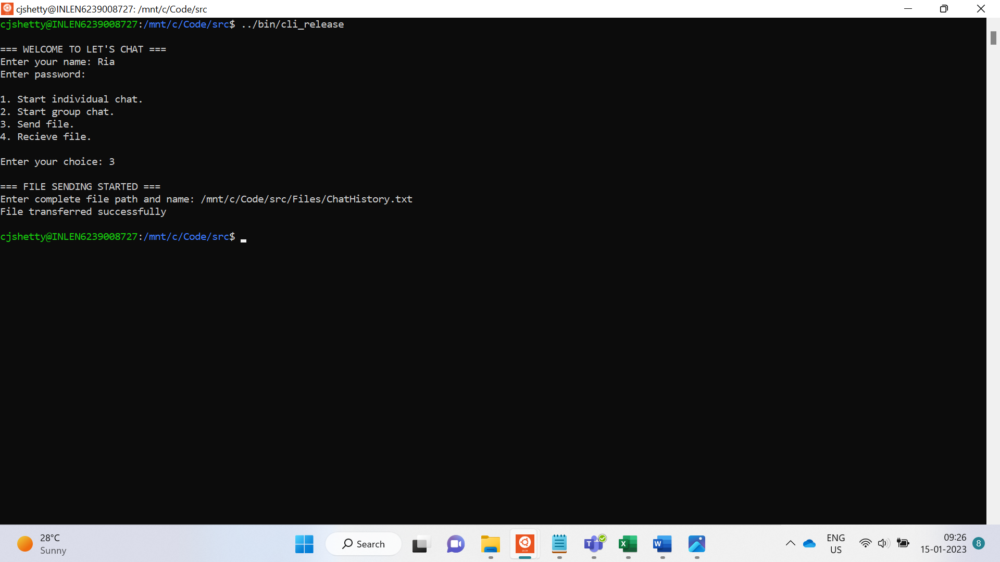 cjshetty@INLEN6239008727: /mnt/c/Code/src
cjshetty@INLEN6239008727:/mnt/c/Code/src$ ../bin/cli_release
=== WELCOME TO LET'S CHAT ===
Enter your name: Ria
Enter password:
1. Start individual chat.
2. Start group chat.
3. Send file.
4. Recieve file.
Enter your choice: 3
=== FILE SENDING STARTED ===
Enter complete file path and name: /mnt/c/Code/src/Files/ChatHistory.txt
File transferred successfully
cjshetty@INLEN6239008727:/mnt/c/Code/src$
28°C
Sunny
Search
T
X
W
ENG
US
09:26
15-01-2023
8